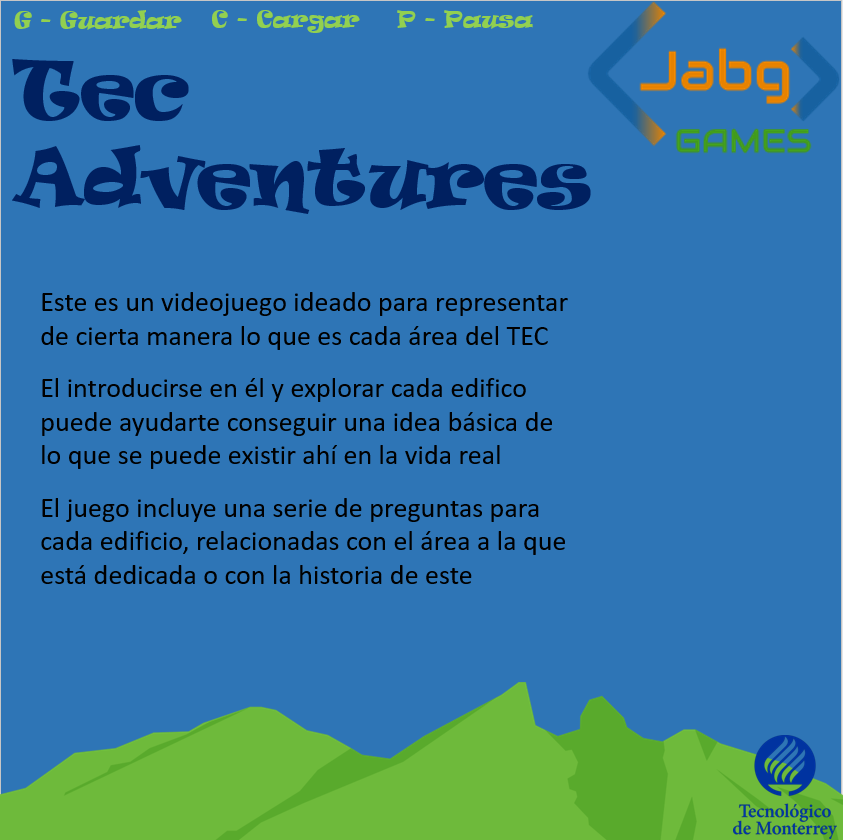 G - Guardar C - Cargar P - Pausa
Jabg
GAMES
Tec
Adventures
Este es un videojuego ideado para representar
de cierta manera lo que es cada área del TEC
El introducirse en él y explorar cada edifico
puede ayudarte conseguir una idea básica de
lo que se puede existir ahí en la vida real
El juego incluye una serie de preguntas para
cada edificio, relacionadas con el área a la que
está dedicada o con la historia de este
Tecnológico
de Monterrey